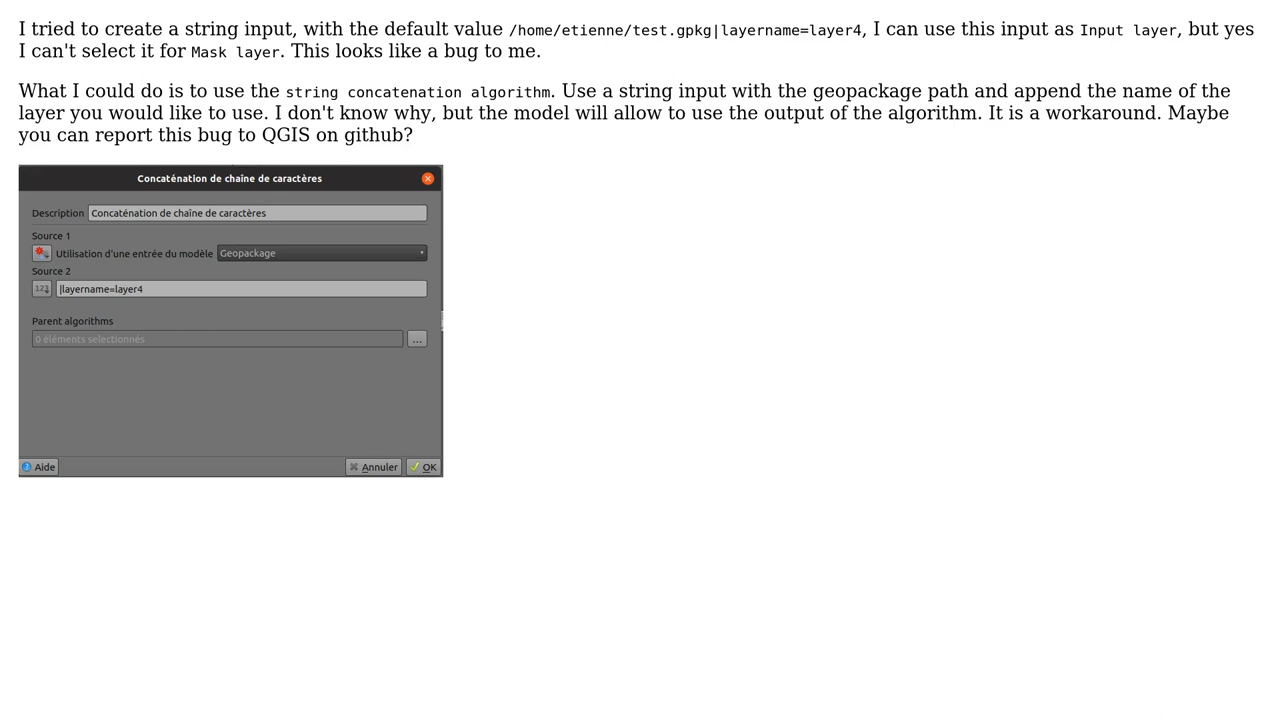 I tried to create a string input, with the default value /home/etienne/test.gpkg|layername=layer4, I can use this input as Input layer, but yes
I can't select it for Mask layer. This looks like a bug to me.
What I could do is to use the string concatenation algorithm. Use a string input with the geopackage path and append the name of the
layer you would like to use. I don't know why, but the model will allow to use the output of the algorithm. It is a workaround. Maybe
you can report this bug to QGIS on github?
Concaténation de chaîne de caractères
Description Concaténation de chaîne de caractères
Source 1
Utilisation d'une entrée du modèle Geopackage
Source 2
123 |layername=layer4
Parent algorithms
0 éléments selectionnés ...
Aide Annuler OK